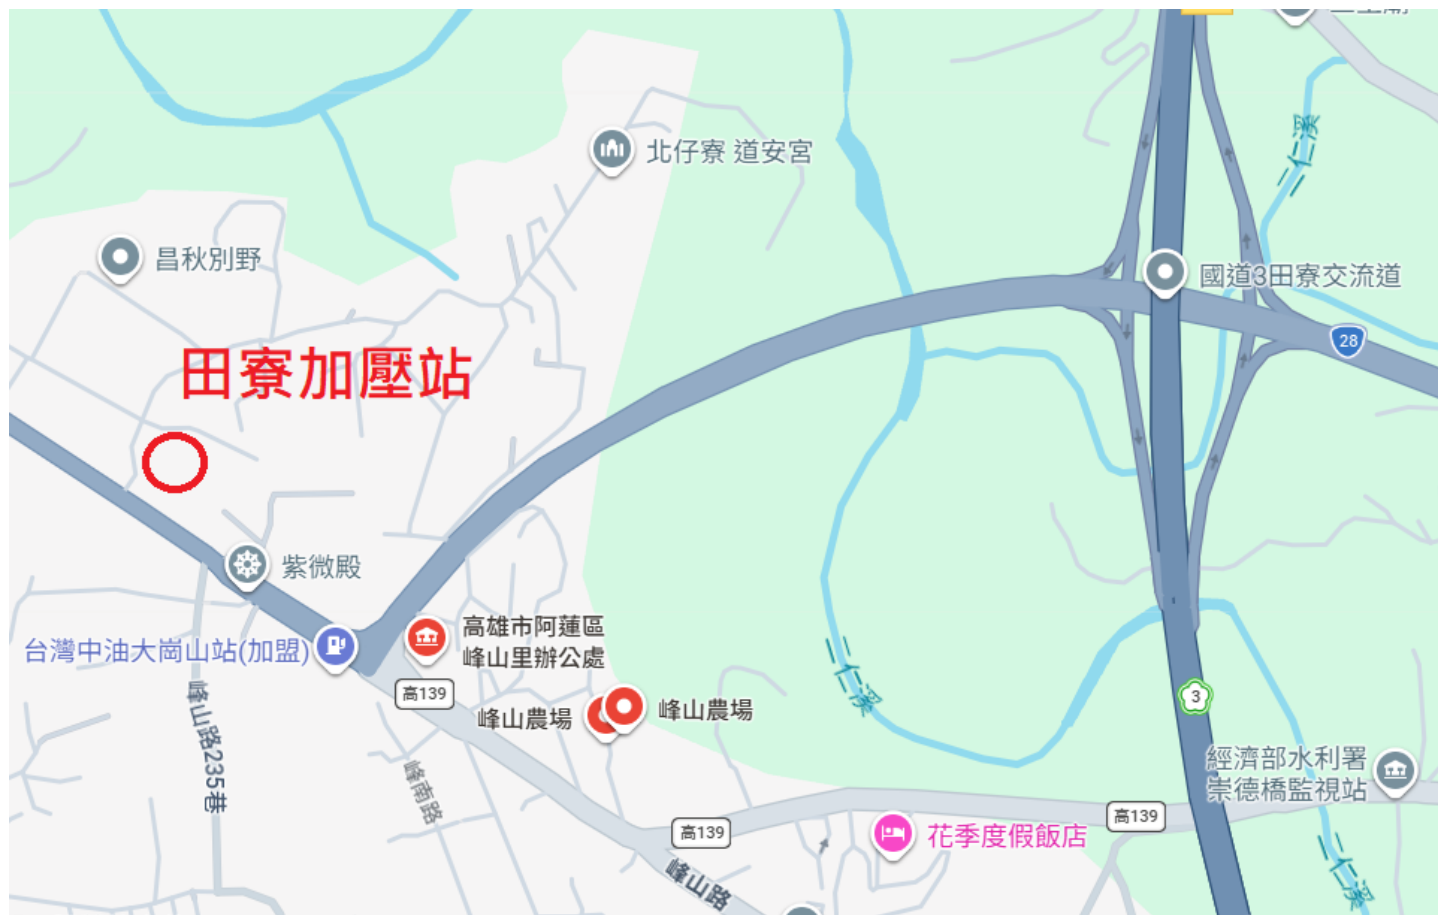 北仔寮 道安宮
二仁溪
昌秋別野
國道3田寮交流道
28
田寮加壓站
紫微殿
台灣中油大崗山站(加盟)
高雄市阿蓮區
峰山里辦公處
高139
峰山農場
峰山農場
二仁溪
3
峰山路235巷
峰南路
經濟部水利署
崇德橋監視站
高139
高139
花季度假飯店
峰山路
二仁溪